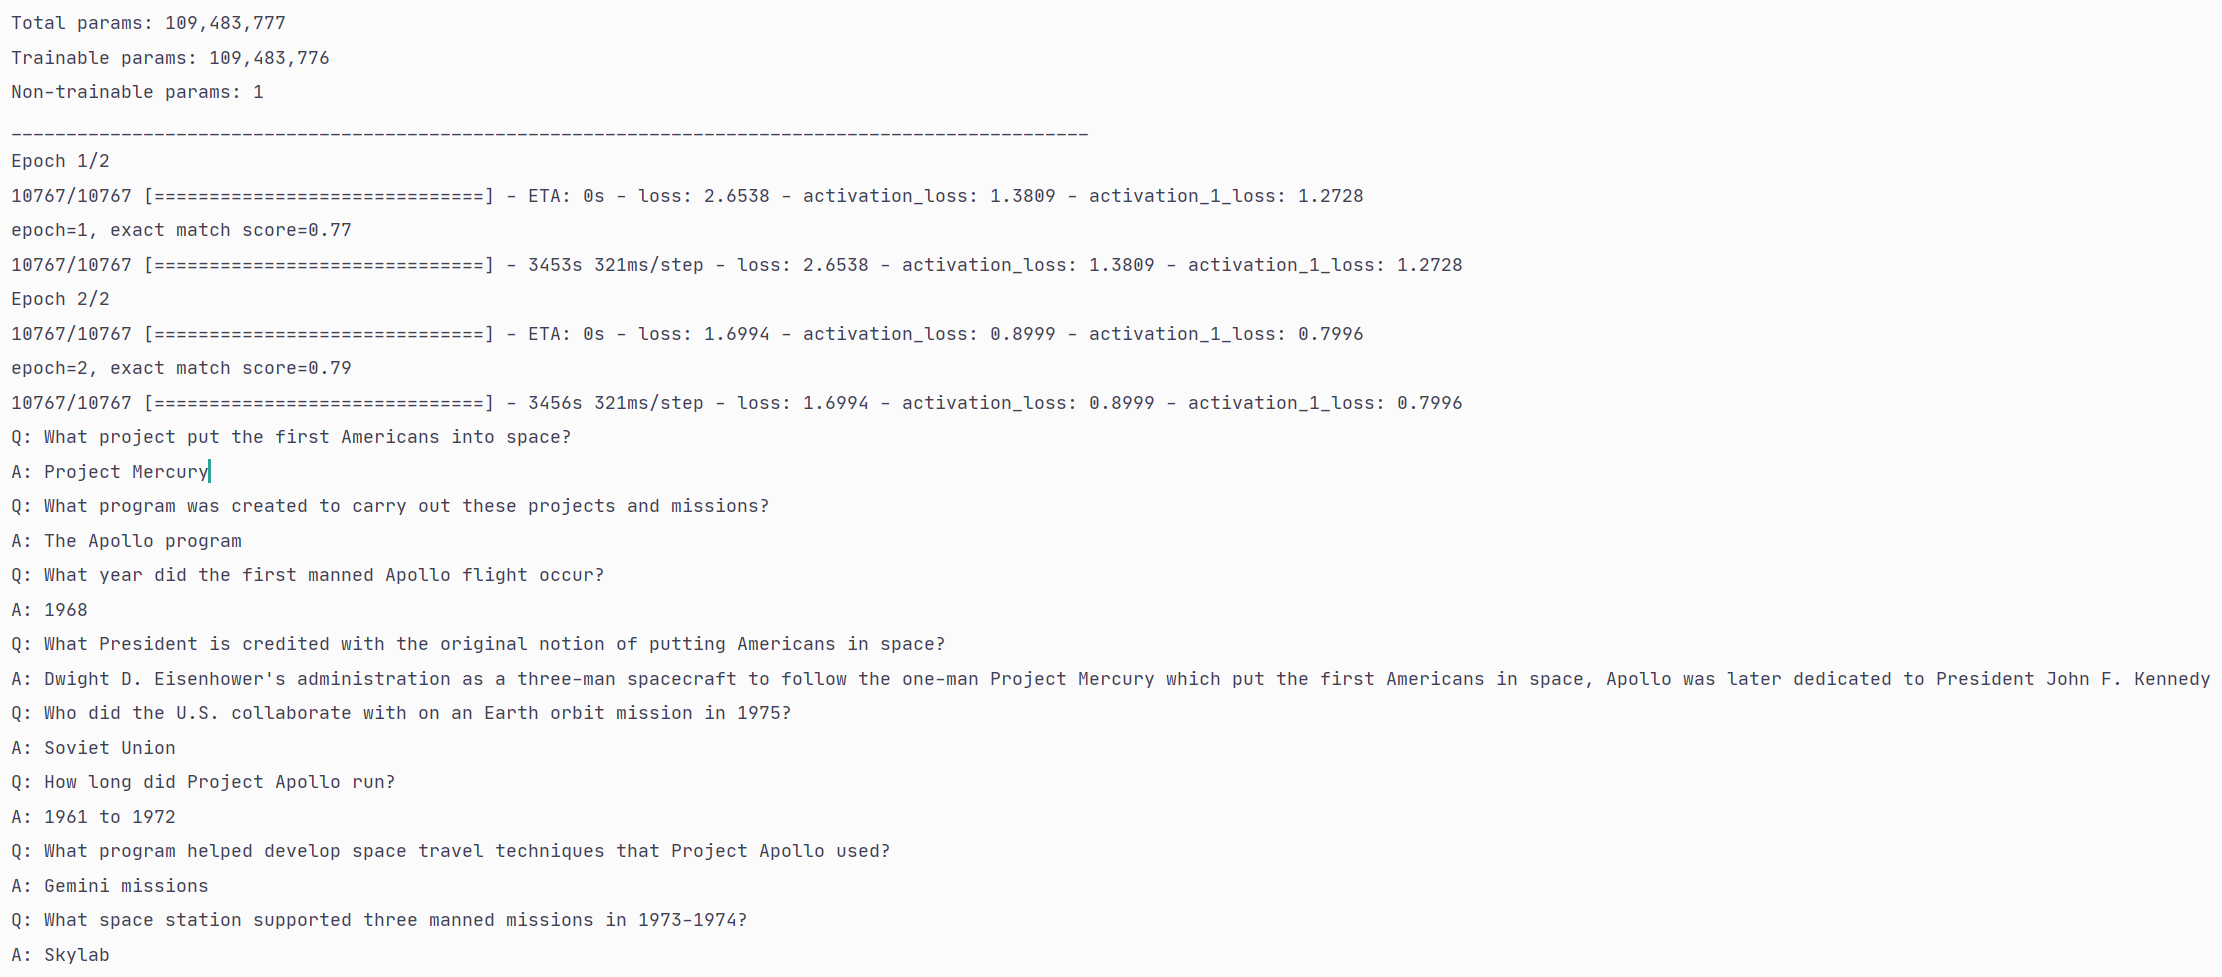 Total params: 109,483,777
Trainable params: 109,483,776
Non-trainable params: 1
__________________________________________________________________________________________________
Epoch 1/2
10767/10767 [==============================] - ETA: 0s - loss: 2.6538 - activation_loss: 1.3809 - activation_1_loss: 1.2728
epoch=1, exact match score=0.77
10767/10767 [==============================] - 3453s 321ms/step - loss: 2.6538 - activation_loss: 1.3809 - activation_1_loss: 1.2728
Epoch 2/2
10767/10767 [==============================] - ETA: 0s - loss: 1.6994 - activation_loss: 0.8999 - activation_1_loss: 0.7996
epoch=2, exact match score=0.79
10767/10767 [==============================] - 3456s 321ms/step - loss: 1.6994 - activation_loss: 0.8999 - activation_1_loss: 0.7996
Q: What project put the first Americans into space?
A: Project Mercury
Q: What program was created to carry out these projects and missions?
A: The Apollo program
Q: What year did the first manned Apollo flight occur?
A: 1968
Q: What President is credited with the original notion of putting Americans in space?
A: Dwight D. Eisenhower's administration as a three-man spacecraft to follow the one-man Project Mercury which put the first Americans in space, Apollo was later dedicated to President John F. Kennedy
Q: Who did the U.S. collaborate with on an Earth orbit mission in 1975?
A: Soviet Union
Q: How long did Project Apollo run?
A: 1961 to 1972
Q: What program helped develop space travel techniques that Project Apollo used?
A: Gemini missions
Q: What space station supported three manned missions in 1973-1974?
A: Skylab